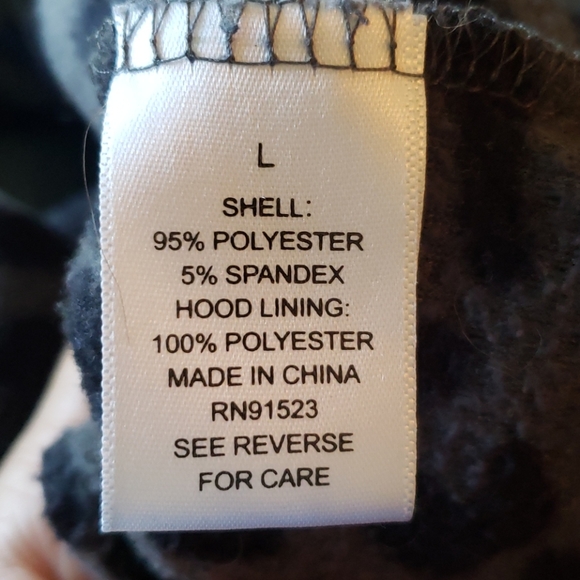 L
SHELL:
95% POLYESTER
5% SPANDEX
HOOD LINING:
100% POLYESTER
MADE IN CHINA
RN91523
SEE REVERSE
FOR CARE